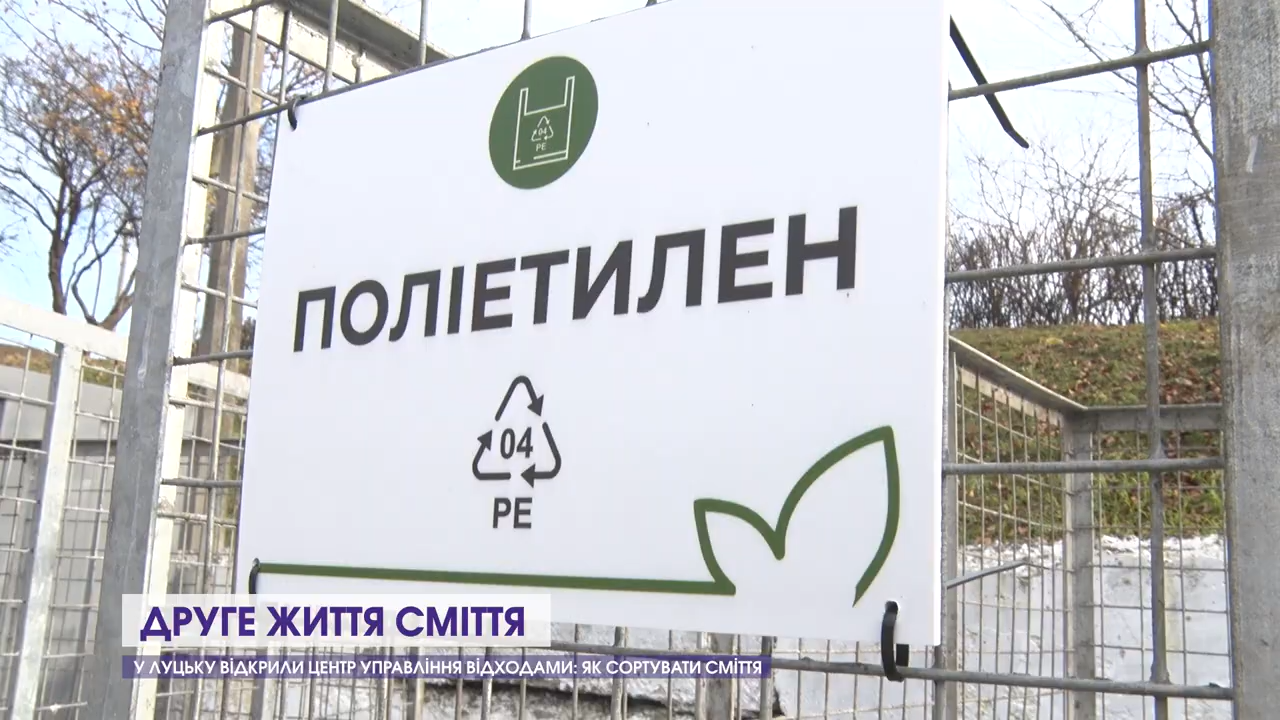 04
PE
ПОЛІЕТИЛЕН
04
PE
ДРУГЕ ЖИТТЯ СМІТТЯ
У ЛУЦЬКУ ВІДКРИЛИ ЦЕНТР УПРАВЛІННЯ ВІДХОДАМИ: ЯК СОРТУВАТИ СМІТТЯ